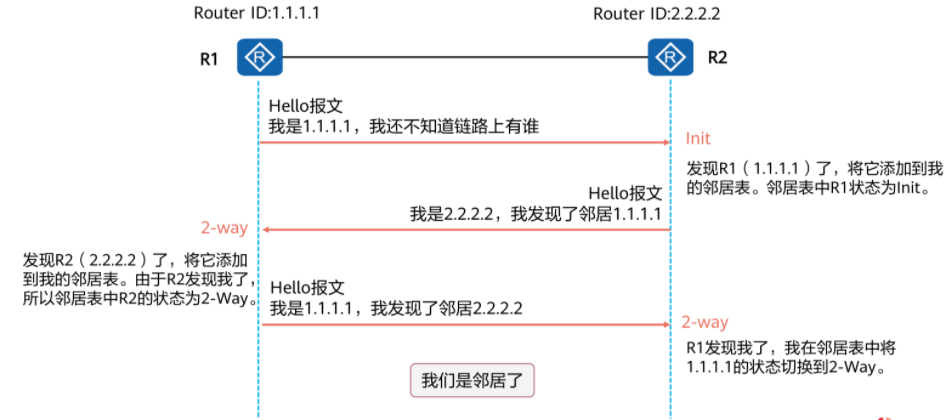 Router ID:1.1.1.1
Router ID:2.2.2.2
R1
R
R
R2
Hello报文
我是1.1.1.1，我还不知道链路上有谁
Init
发现R1（1.1.1.1）了，将它添加到我
的邻居表。邻居表中R1状态为Init。
Hello报文
我是2.2.2.2，我发现了邻居1.1.1.1
2-way
发现R2（2.2.2.2）了，将它添加
到我的邻居表。由于R2发现我了，
所以邻居表中R2的状态为2-Way。
Hello报文
我是1.1.1.1，我发现了邻居2.2.2.2
2-way
R1发现我了，我在邻居表中将
1.1.1.1的状态切换到2-Way。
我们是邻居了